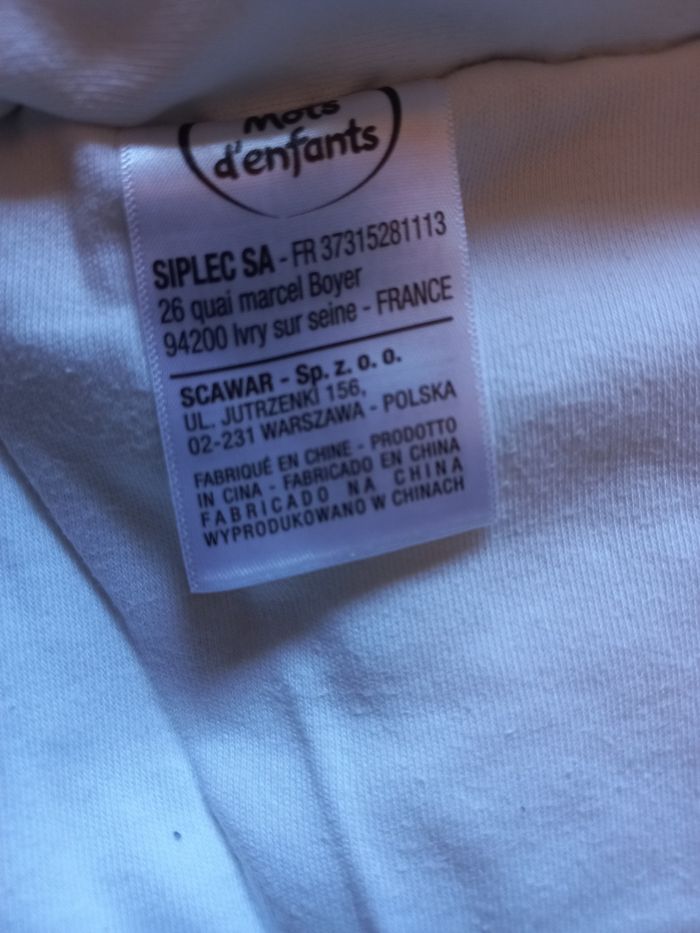 Mots
d'enfants
SIPLEC SA - FR 37315281113
26 quai marcel Boyer
94200 Ivry sur seine - FRANCE
SCAWAR - Sp. z. o. o.
UL. JUTRZENKI 156,
02-231 WARSZAWA - POLSKA
FABRIQUÉ EN CHINE - PRODOTTO
IN CINA - FABRICADO EN CHINA
FABRICADO NA CHINA
WYPRODUKOWANO W CHINACH